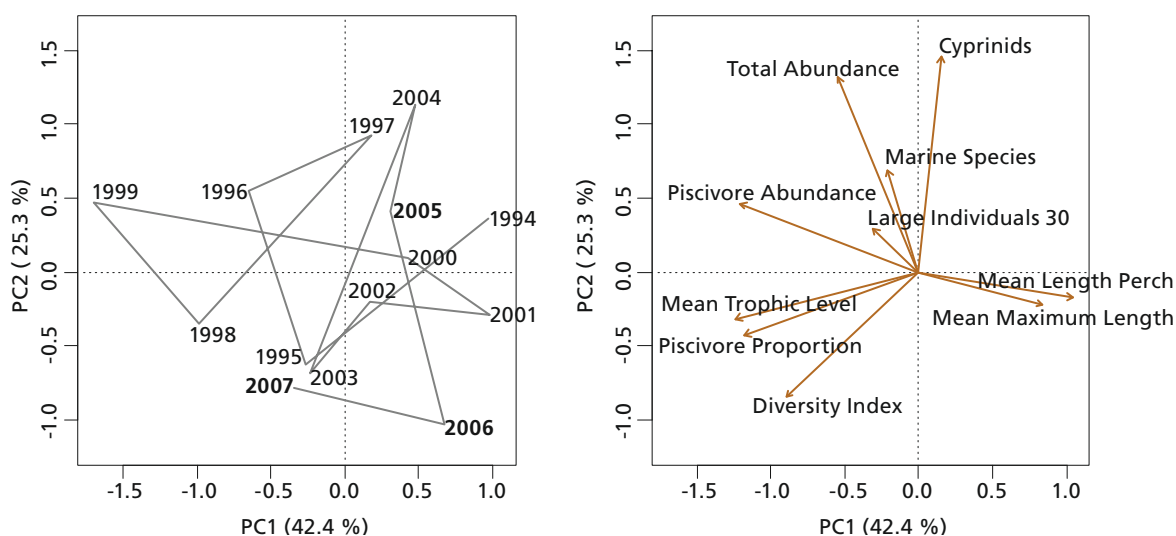 1.5
1.0
0.5
0.0
-0.5
-1.0
PC2 ( 25.3 %)
2004
1997
1999
1996
2005
1994
2000
2002
2001
1998
1995
2003
2007
2006
-1.5
-1.0
-0.5
0.0
0.5
1.0
PC1 (42.4 %)
1.5
1.0
0.5
0.0
-0.5
-1.0
PC2 ( 25.3 %)
Cyprinids
Total Abundance
Marine Species
Piscivore Abundance
Large Individuals 30
Mean Length Perch
Mean Trophic Level
Mean Maximum Length
Piscivore Proportion
Diversity Index
-1.5
-1.0
-0.5
0.0
0.5
1.0
PC1 (42.4 %)